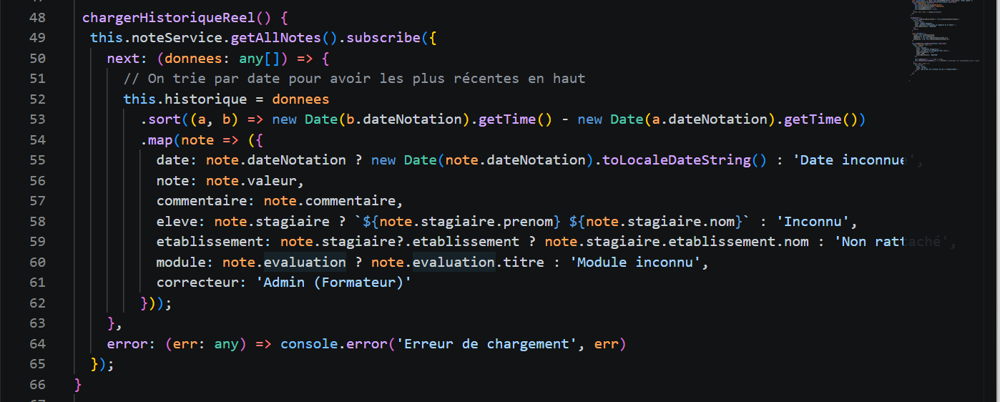 48 chargerHistoriqueReel() {
49 this.noteService.getAllNotes().subscribe({
50 next: (donnees: any[]) => {
51 // On trie par date pour avoir les plus récentes en haut
52 this.historique = donnees
53 .sort((a, b) => new Date(b.dateNotation).getTime() - new Date(a.dateNotation).getTime())
54 .map(note => ({
55 date: note.dateNotation ? new Date(note.dateNotation).toLocaleDateString() : 'Date inconnue',
56 note: note.valeur,
57 commentaire: note.commentaire,
58 eleve: note.stagiaire ? `${note.stagiaire.prenom} ${note.stagiaire.nom}` : 'Inconnu',
59 etablissement: note.stagiaire?.etablissement ? note.stagiaire.etablissement.nom : 'Non rattaché',
60 module: note.evaluation ? note.evaluation.titre : 'Module inconnu',
61 correcteur: 'Admin (Formateur)'
62 }));
63 },
64 error: (err: any) => console.error('Erreur de chargement', err)
65 });
66 }